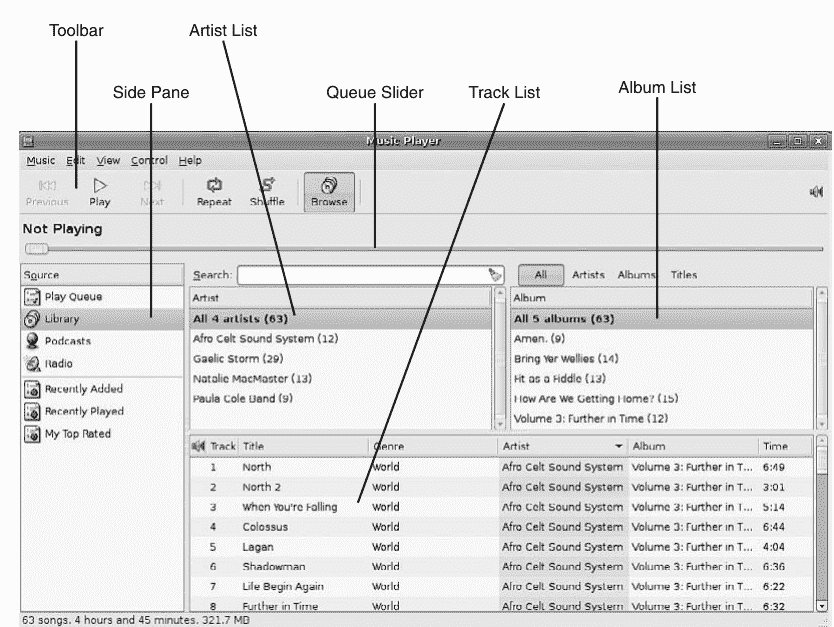 Toolbar Artist List
Side Pane Queue Slider Track List Album List
Music Player
Music Edit View Control Help
Previous Play Next Repeat Shuffle Browse
Not Playing
Source Search: All Artists Albums Titles
Play Queue Artist Album
Library All 4 artists (63) All 5 albums (63)
Podcasts Afro Celt Sound System (12) Amen. (9)
Radio Gaelic Storm (29) Bring Yer Wellies (14)
Recently Added Natalie MacMaster (13) Fit as a Fiddle (13)
Recently Played Paula Cole Band (9) How Are We Getting Home? (15)
My Top Rated Volume 3: Further in Time (12)
Track Title Genre Artist Album Time
1 North World Afro Celt Sound System Volume 3: Further in T... 6:49
2 North 2 World Afro Celt Sound System Volume 3: Further in T... 3:01
3 When You're Falling World Afro Celt Sound System Volume 3: Further in T... 5:14
4 Colossus World Afro Celt Sound System Volume 3: Further in T... 6:44
5 Lagan World Afro Celt Sound System Volume 3: Further in T... 4:04
6 Shadowman World Afro Celt Sound System Volume 3: Further in T... 6:36
7 Life Begin Again World Afro Celt Sound System Volume 3: Further in T... 6:22
8 Further in Time World Afro Celt Sound System Volume 3: Further in T... 6:32
63 songs, 4 hours and 45 minutes, 321.7 MB